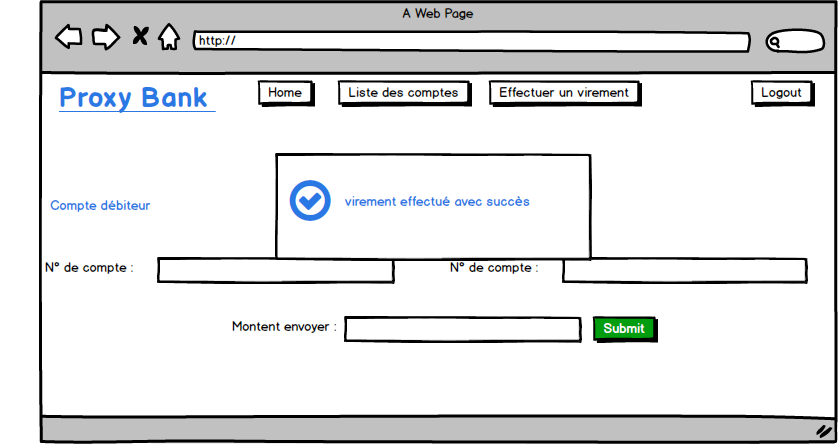 A Web Page
http://
Proxy Bank
Home
Liste des comptes
Effectuer un virement
Logout
virement effectué avec succès
Compte débiteur
N° de compte :
N° de compte :
Montent envoyer :
Submit